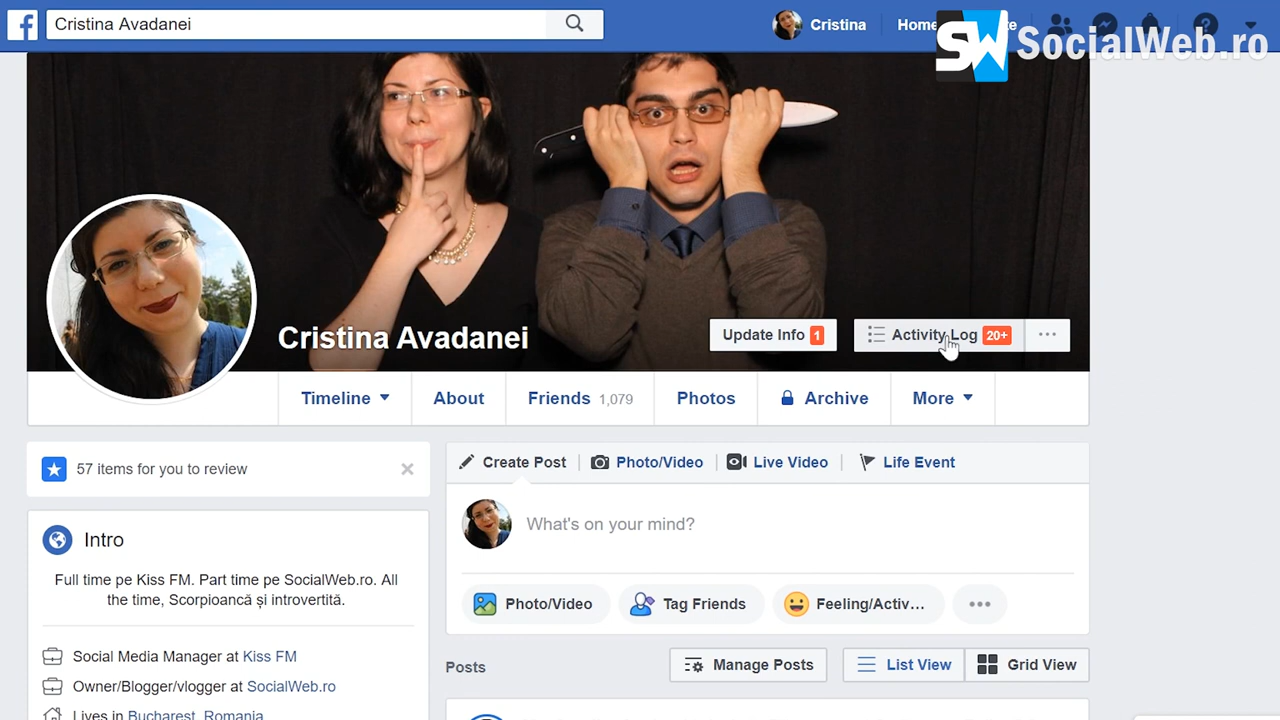 Cristina Avadanei
Cristina
Home
SW SocialWeb.ro
Cristina Avadanei
Update Info 1
Activity Log 20+
Timeline
About
Friends 1,079
Photos
Archive
More
57 items for you to review
Create Post
Photo/Video
Live Video
Life Event
What's on your mind?
Intro
Full time pe Kiss FM. Part time pe SocialWeb.ro. All
the time, Scorpioancă și introvertită.
Photo/Video
Tag Friends
Feeling/Activ...
Social Media Manager at Kiss FM
Owner/Blogger/vlogger at SocialWeb.ro
Lives in Bucharest, Romania
Posts
Manage Posts
List View
Grid View